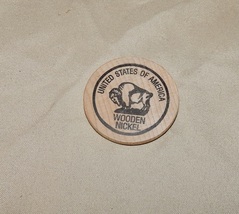 UNITED STATES OF AMERICA
WOODEN
NICKEL